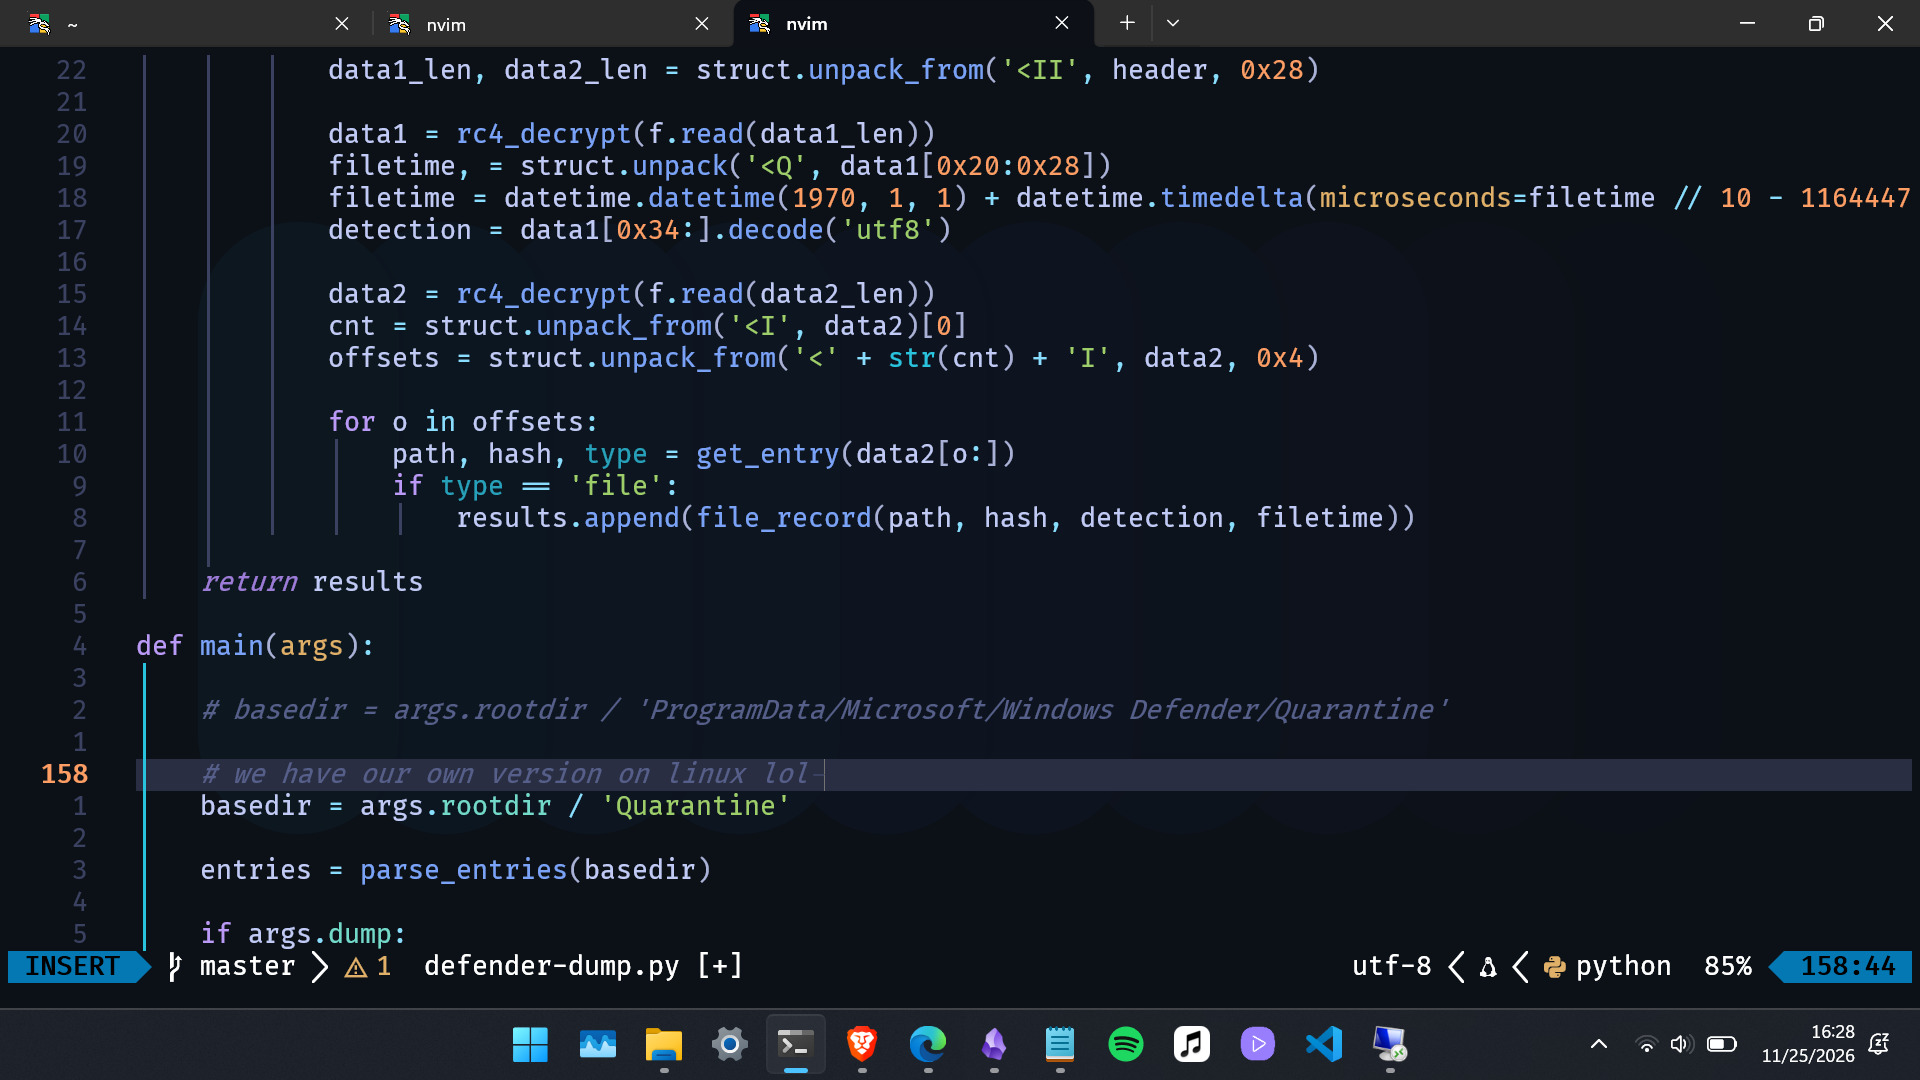 ~
nvim
nvim
22 data1_len, data2_len = struct.unpack_from('<II', header, 0x28)
21
20 data1 = rc4_decrypt(f.read(data1_len))
19 filetime, = struct.unpack('<Q', data1[0x20:0x28])
18 filetime = datetime.datetime(1970, 1, 1) + datetime.timedelta(microseconds=filetime // 10 - 1164447
17 detection = data1[0x34:].decode('utf8')
16
15 data2 = rc4_decrypt(f.read(data2_len))
14 cnt = struct.unpack_from('<I', data2)[0]
13 offsets = struct.unpack_from('<' + str(cnt) + 'I', data2, 0x4)
12
11 for o in offsets:
10 path, hash, type = get_entry(data2[o:])
9 if type == 'file':
8 results.append(file_record(path, hash, detection, filetime))
7
6 return results
5
4 def main(args):
3
2 # basedir = args.rootdir / 'ProgramData/Microsoft/Windows Defender/Quarantine'
1
158 # we have our own version on linux lol-
1 basedir = args.rootdir / 'Quarantine'
2
3 entries = parse_entries(basedir)
4
5 if args.dump:
INSERT master 1 defender-dump.py [+] utf-8 python 85% 158:44
16:28
11/25/2026